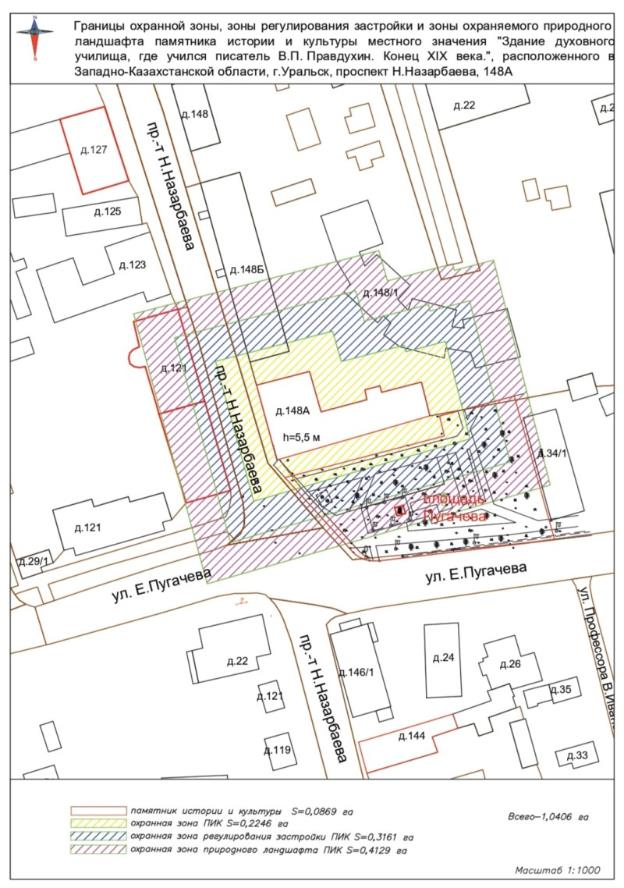 Границы охранной зоны, зоны регулирования застройки и зоны охраняемого природного
ландшафта памятника истории и культуры местного значения "Здание духовного
училища, где учился писатель В.П. Правдухин. Конец XIX века.", расположенного в
Западно-Казахстанской области, г.Уральск, проспект Н.Назарбаева, 148А
д.148
д.22
пр.-т Н.Назарбаева
д.127
д.125
д.123
д.148Б
д.148/1
д.121
пр.-т Н.Назарбаева
д.148А
h=5,5 м
д.34/1
площадь
Пугачева
д.121
д.29/1
ул. Е.Пугачева
ул. Е.Пугачева
ул. Профессора В.Иван
пр.-т Н.Назарбаева
д.22
д.146/1
д.24
д.26
д.35
д.121
д.119
д.144
д.33
памятник истории и культуры S=0,0869 га
охранная зона ПИК S=0,2246 га
охранная зона регулирования застройки ПИК S=0,3161 га
охранная зона природного ландшафта ПИК S=0,4129 га
Всего-1,0406 га
Масштаб 1:1000